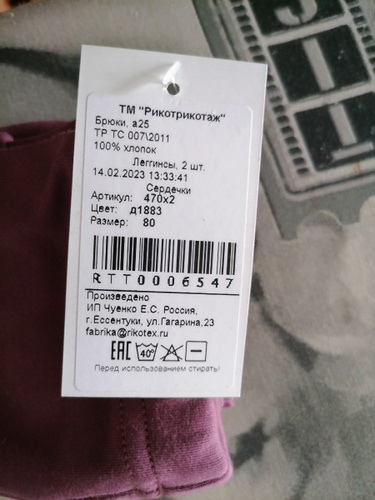 ТМ "Рикотрикотаж"
Брюки, а25
ТР ТС 007\2011
100% хлопок
Леггинсы, 2 шт.
14.02.2023 13:33:41
Сердечки
Артикул: 470х2
Цвет: д1883
Размер: 80
RTT0006547
Произведено
ИП Чуенко Е.С. Россия,
г.Ессентуки, ул.Гагарина,23
fabrika@rikotex.ru
ЕАС 40°
Перед использованием стирать!